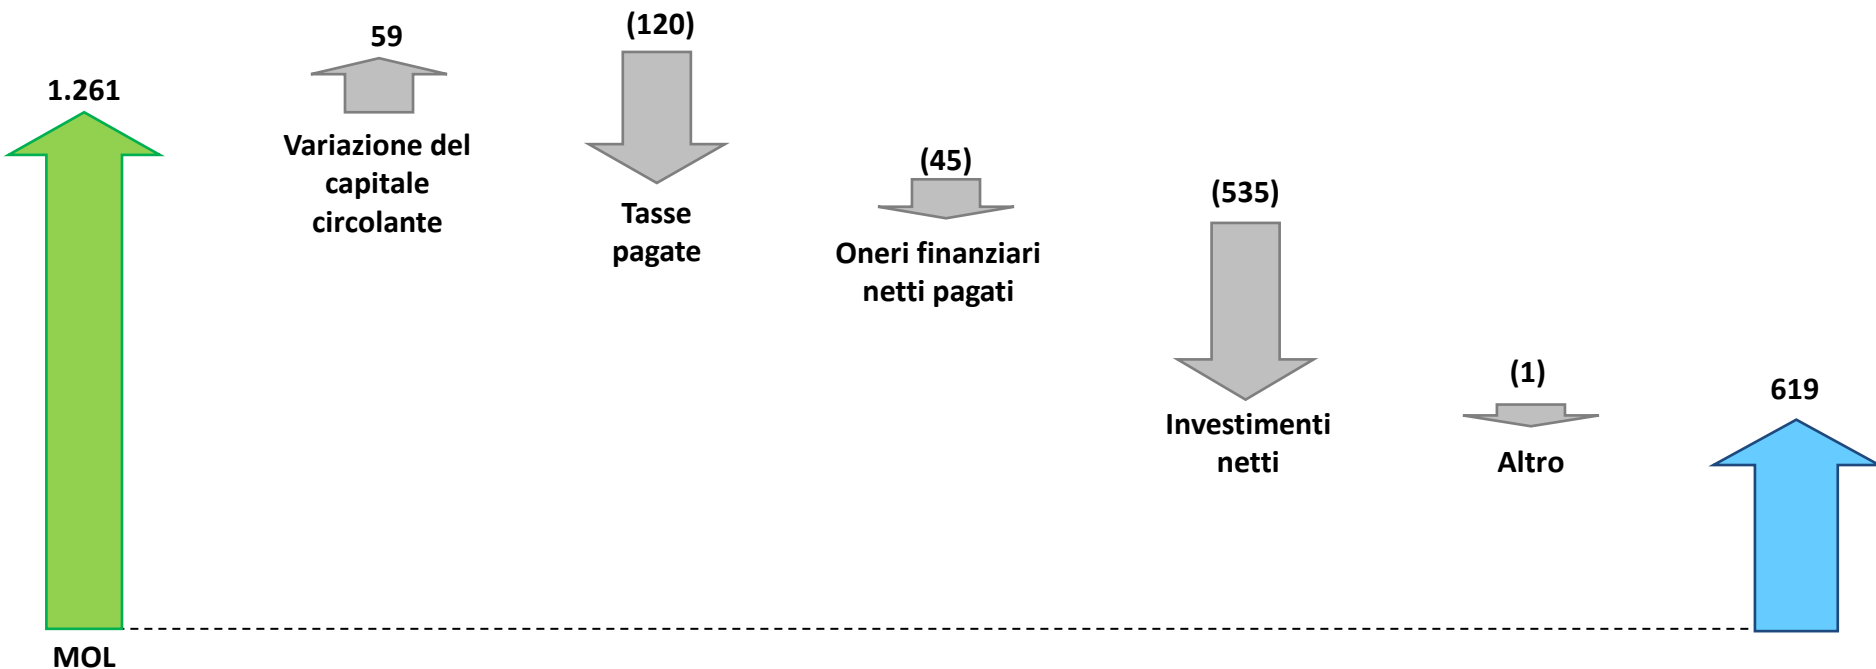 1.261
MOL
59
Variazione del
capitale
circolante
(120)
Tasse
pagate
(45)
Oneri finanziari
netti pagati
(535)
Investimenti
netti
(1)
Altro
619